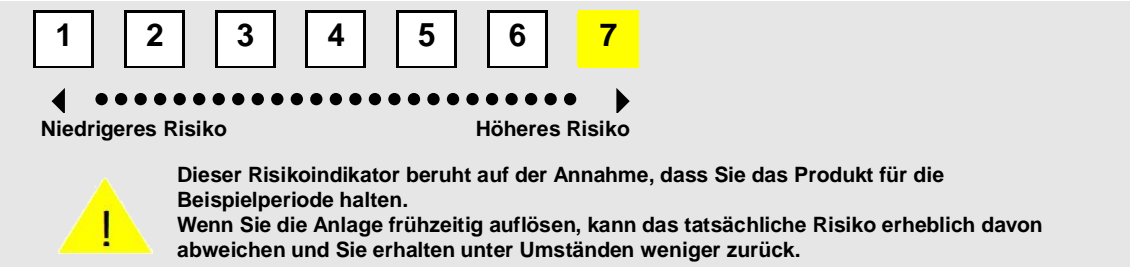 1 2 3 4 5 6 7
Niedrigeres Risiko Höheres Risiko
Dieser Risikoindikator beruht auf der Annahme, dass Sie das Produkt für die
Beispielperiode halten.
Wenn Sie die Anlage frühzeitig auflösen, kann das tatsächliche Risiko erheblich davon
abweichen und Sie erhalten unter Umständen weniger zurück.
!